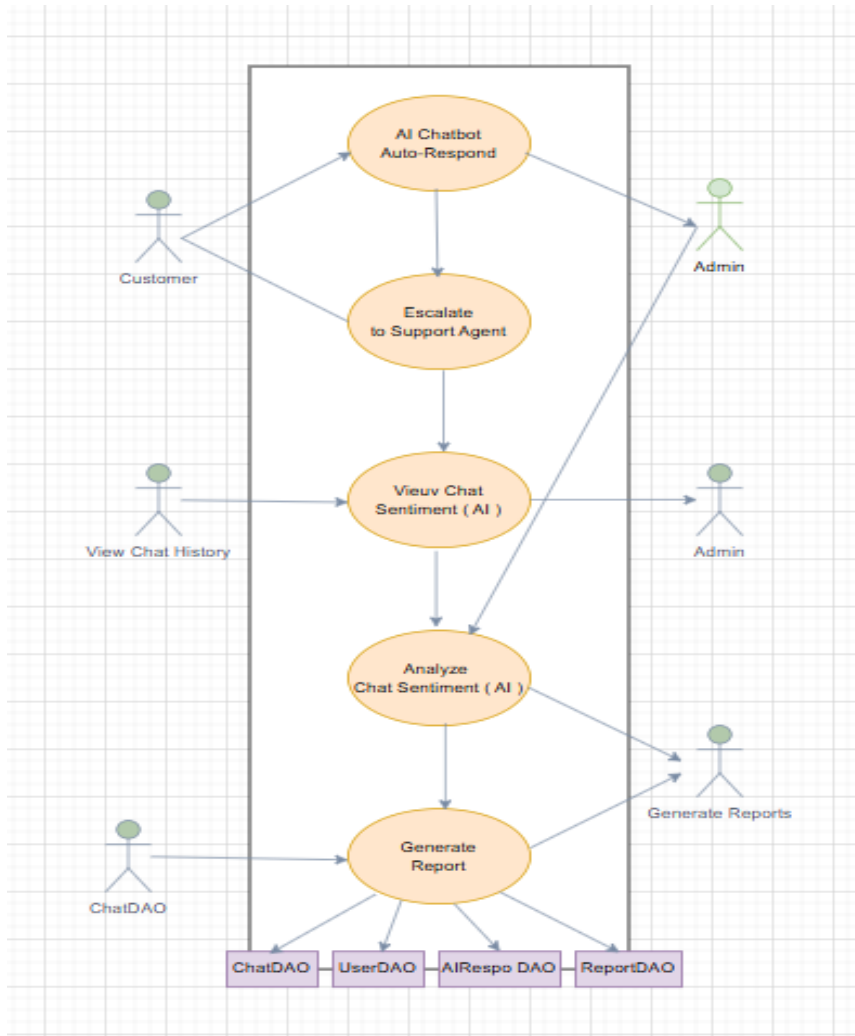 AI Chatbot
Auto-Respond
Customer
Admin
Escalate
to Support Agent
Vieuv Chat
Sentiment ( AI )
View Chat History
Admin
Analyze
Chat Sentiment ( AI )
Generate Reports
Generate
Report
ChatDAO
ChatDAO
UserDAO
AIRespo DAO
ReportDAO